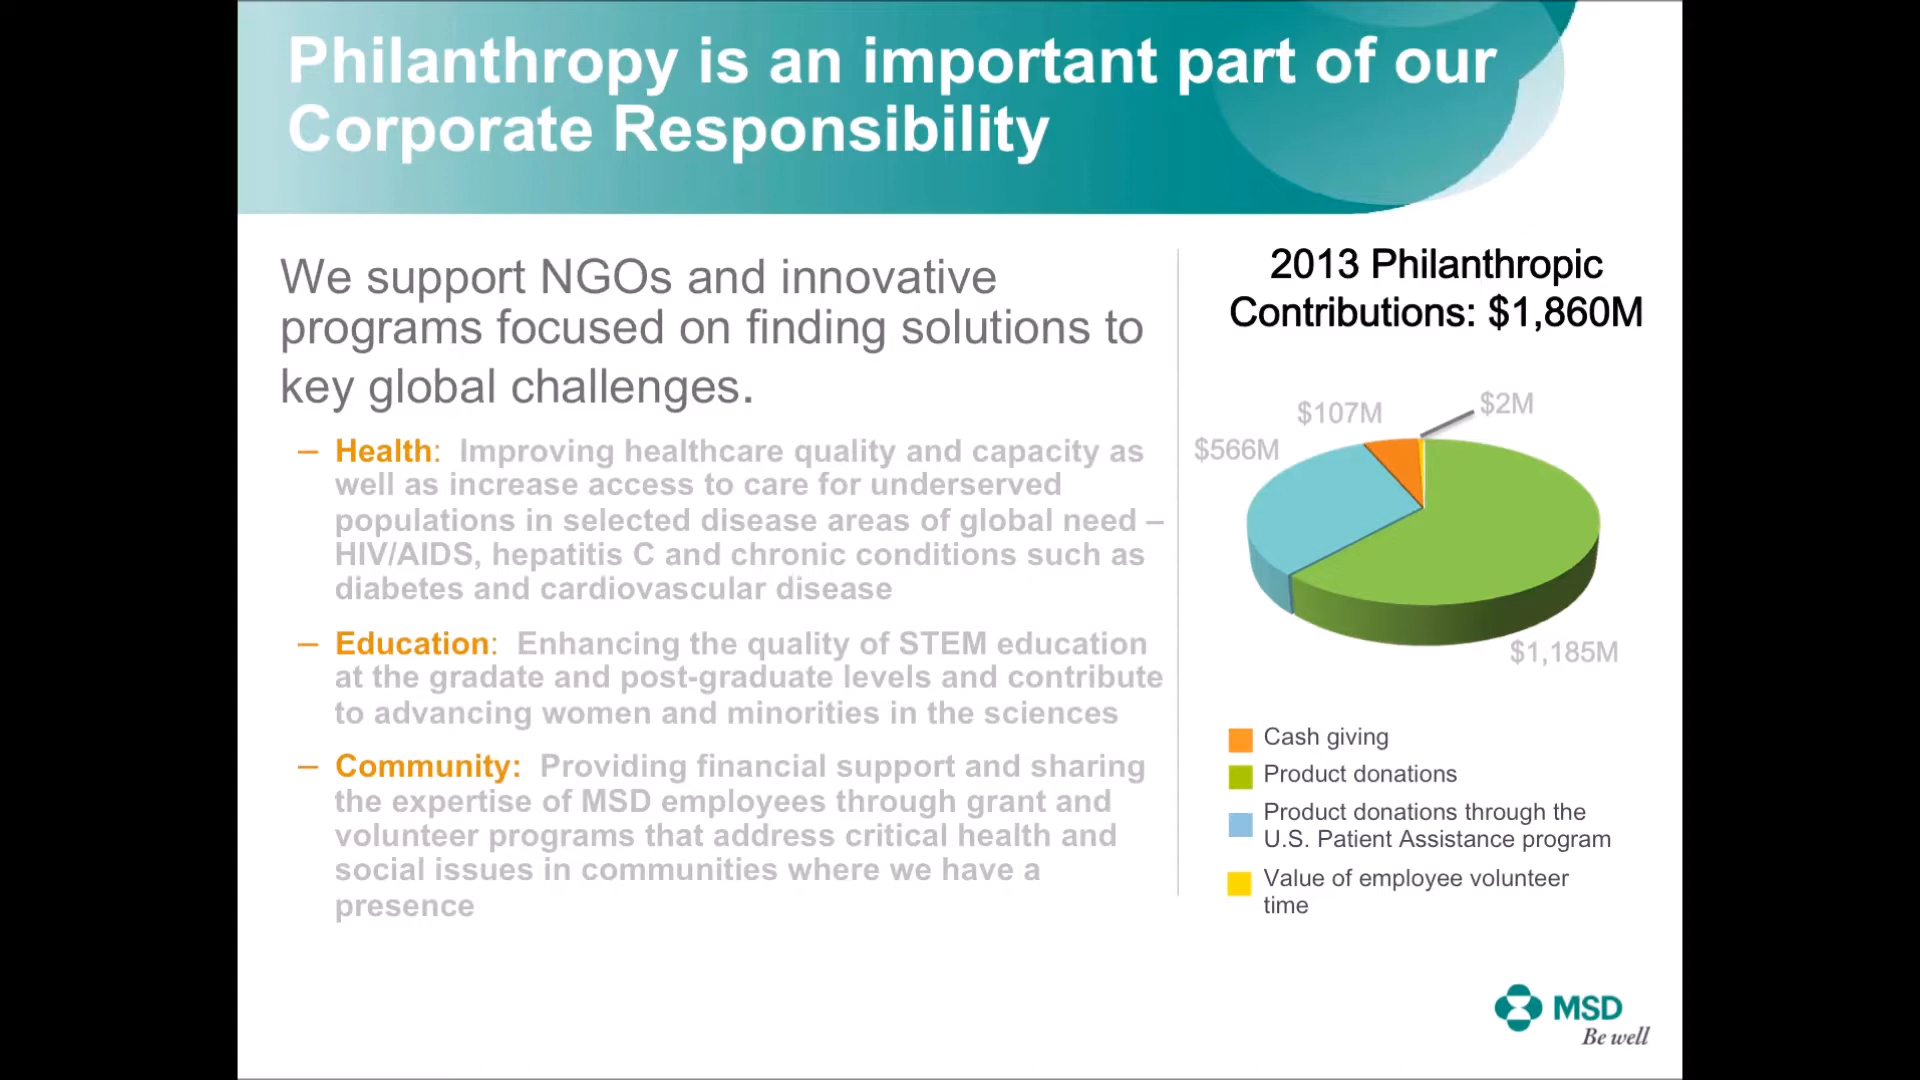 Philanthropy is an important part of our
Corporate Responsibility
We support NGOs and innovative
programs focused on finding solutions to
key global challenges.
– Health: Improving healthcare quality and capacity as
well as increase access to care for underserved
populations in selected disease areas of global need –
HIV/AIDS, hepatitis C and chronic conditions such as
diabetes and cardiovascular disease
– Education: Enhancing the quality of STEM education
at the gradate and post-graduate levels and contribute
to advancing women and minorities in the sciences
– Community: Providing financial support and sharing
the expertise of MSD employees through grant and
volunteer programs that address critical health and
social issues in communities where we have a
presence
2013 Philanthropic
Contributions: $1,860M
$2M
$107M
$566M
$1,185M
Cash giving
Product donations
Product donations through the
U.S. Patient Assistance program
Value of employee volunteer
time
MSD
Be well